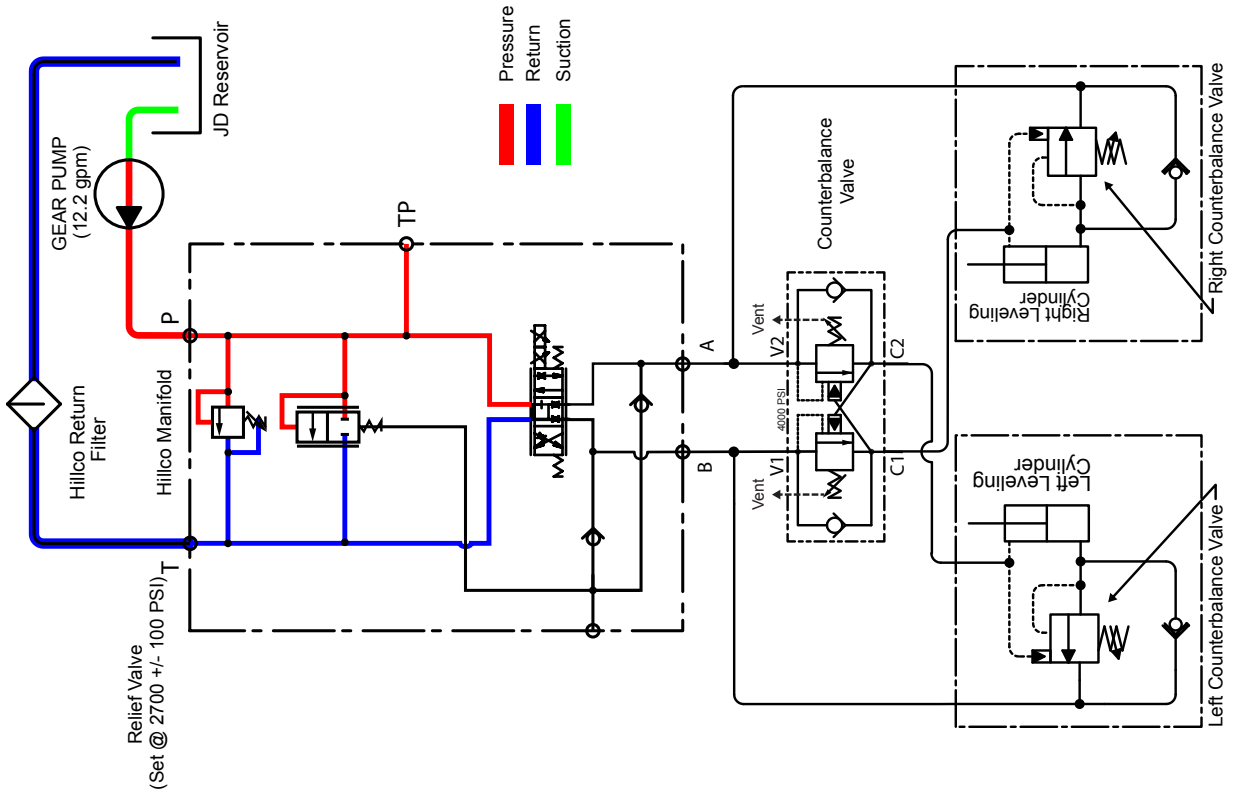 JD Reservoir
GEAR PUMP
(12.2 gpm)
Hillco Return
Filter
Pressure
Return
Suction
P
TP
Hillco Manifold
T
Relief Valve
(Set @ 2700 +/- 100 PSI)
A
B
Counterbalance
Valve
Vent
V2
C2
4000 PSI
Vent
V1
C1
Right Leveling
Cylinder
Right Counterbalance Valve
Left Leveling
Cylinder
Left Counterbalance Valve